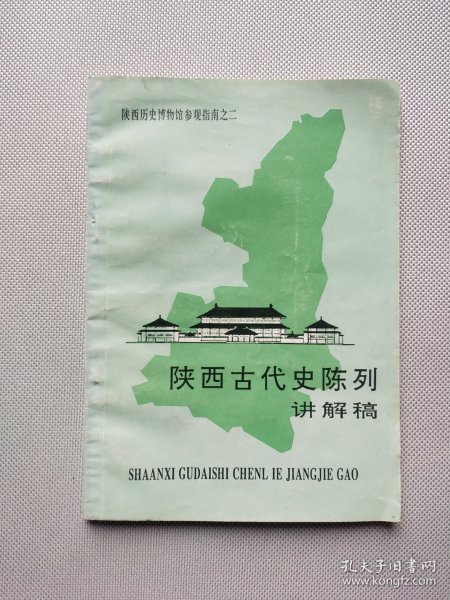 陕西历史博物馆参观指南之二
陕西古代史陈列
讲解稿
SHAANXI GUDAISHI CHENL IE JIANGJIE GAO
孔夫子旧书网
www.kongfz.com